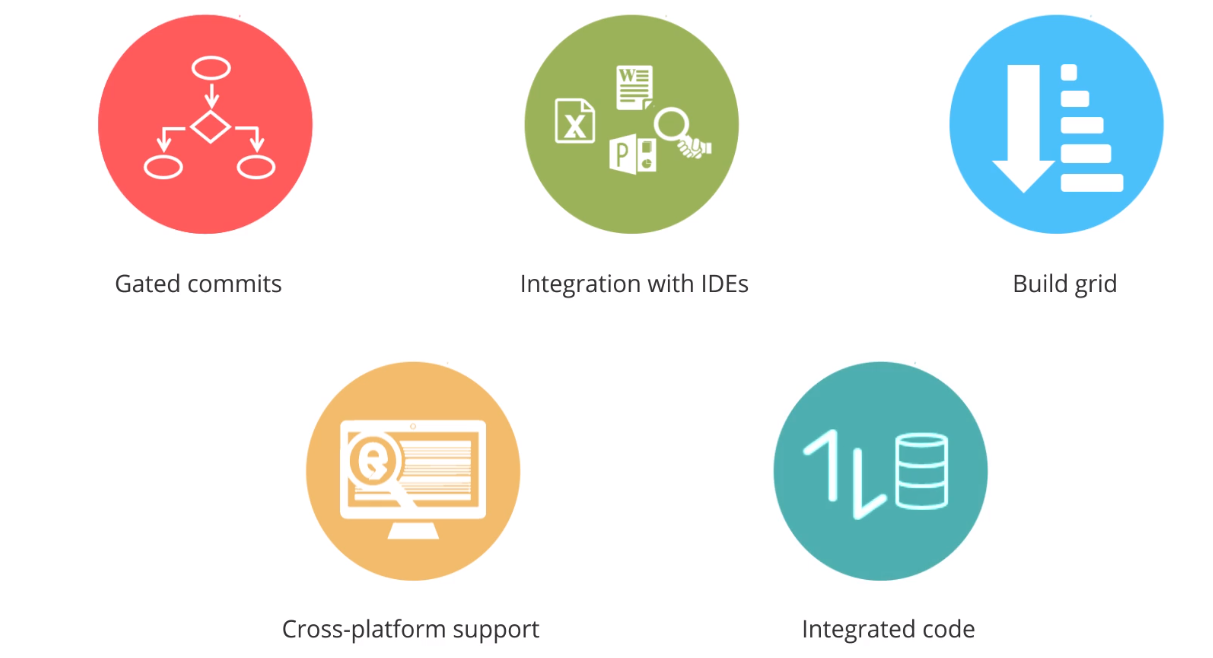 W
X
P
Gated commits
Integration with IDEs
Build grid
Cross-platform support
Integrated code